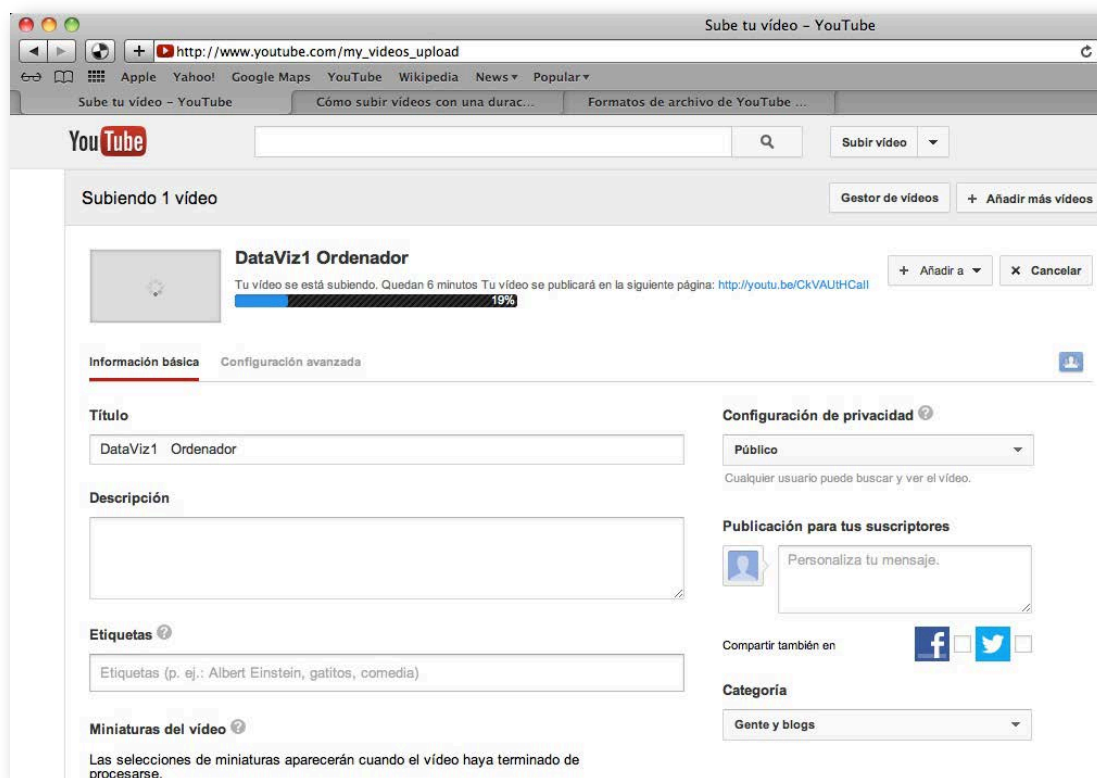 Sube tu vídeo – YouTube
http://www.youtube.com/my_videos_upload
Apple Yahoo! Google Maps YouTube Wikipedia News Popular
Sube tu vídeo – YouTube Cómo subir vídeos con una durac... Formatos de archivo de YouTube ...
YouTube Subir vídeo
Subiendo 1 vídeo Gestor de vídeos + Añadir más vídeos
DataViz1 Ordenador
+ Añadir a × Cancelar
Tu vídeo se está subiendo. Quedan 6 minutos Tu vídeo se publicará en la siguiente página: http://youtu.be/CkVAUtHCaII
19%
Información básica Configuración avanzada
Título
DataViz1 Ordenador
Descripción
Etiquetas
Etiquetas (p. ej.: Albert Einstein, gatitos, comedia)
Miniaturas del vídeo
Las selecciones de miniaturas aparecerán cuando el vídeo haya terminado de
procesarse.
Configuración de privacidad
Público
Cualquier usuario puede buscar y ver el vídeo.
Publicación para tus suscriptores
Personaliza tu mensaje.
Compartir también en
Categoría
Gente y blogs